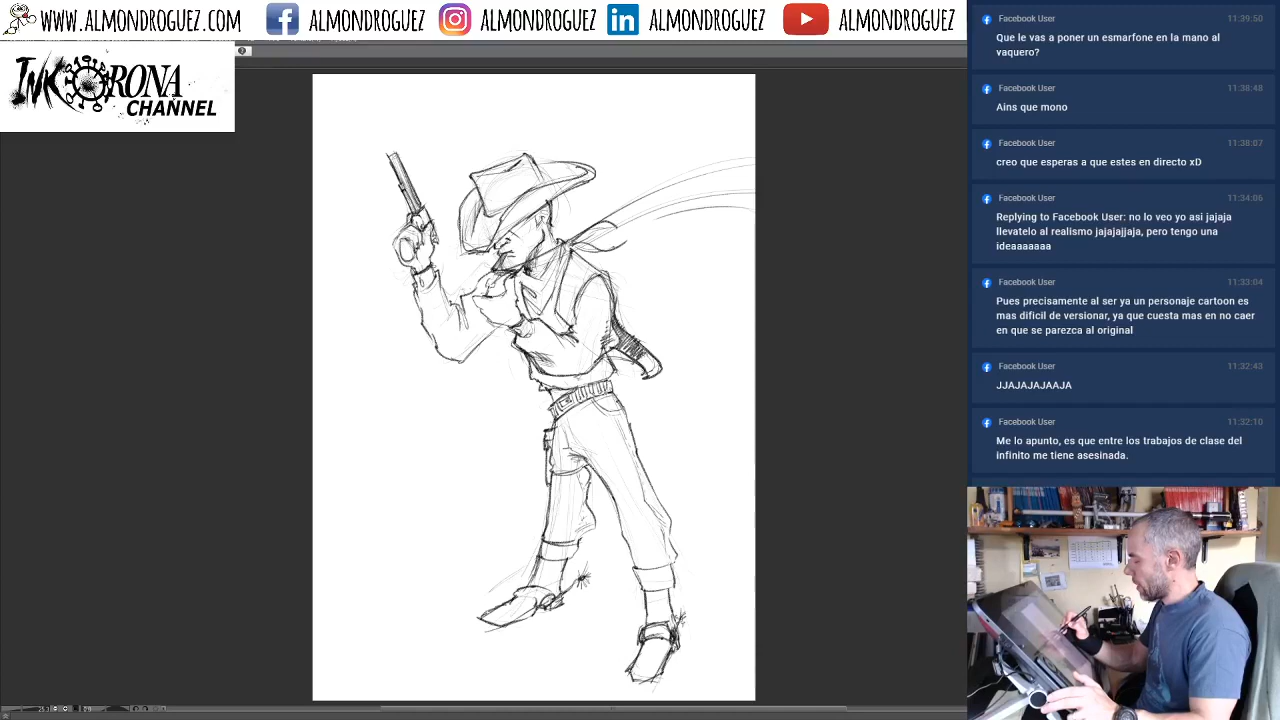 WWW.ALMONDROGUEZ.COM
ALMONDROGUEZ
ALMONDROGUEZ
ALMONDROGUEZ
ALMONDROGUEZ
INKORONA
CHANNEL
Facebook User 11:39:50
Que le vas a poner un esmarfone en la mano al
vaquero?
Facebook User 11:38:48
Ains que mono
Facebook User 11:38:07
creo que esperas a que estes en directo xD
Facebook User 11:34:06
Replying to Facebook User: no lo veo yo asi jajaja
llevatelo al realismo jajajajjaja, pero tengo una
ideaaaaaaa
Facebook User 11:33:04
Pues precisamente al ser ya un personaje cartoon es
mas dificil de versionar, ya que cuesta mas en no caer
en que se parezca al original
Facebook User 11:32:43
JJAJAJAJAAJA
Facebook User 11:32:10
Me lo apunto, es que entre los trabajos de clase del
infinito me tiene asesinada.